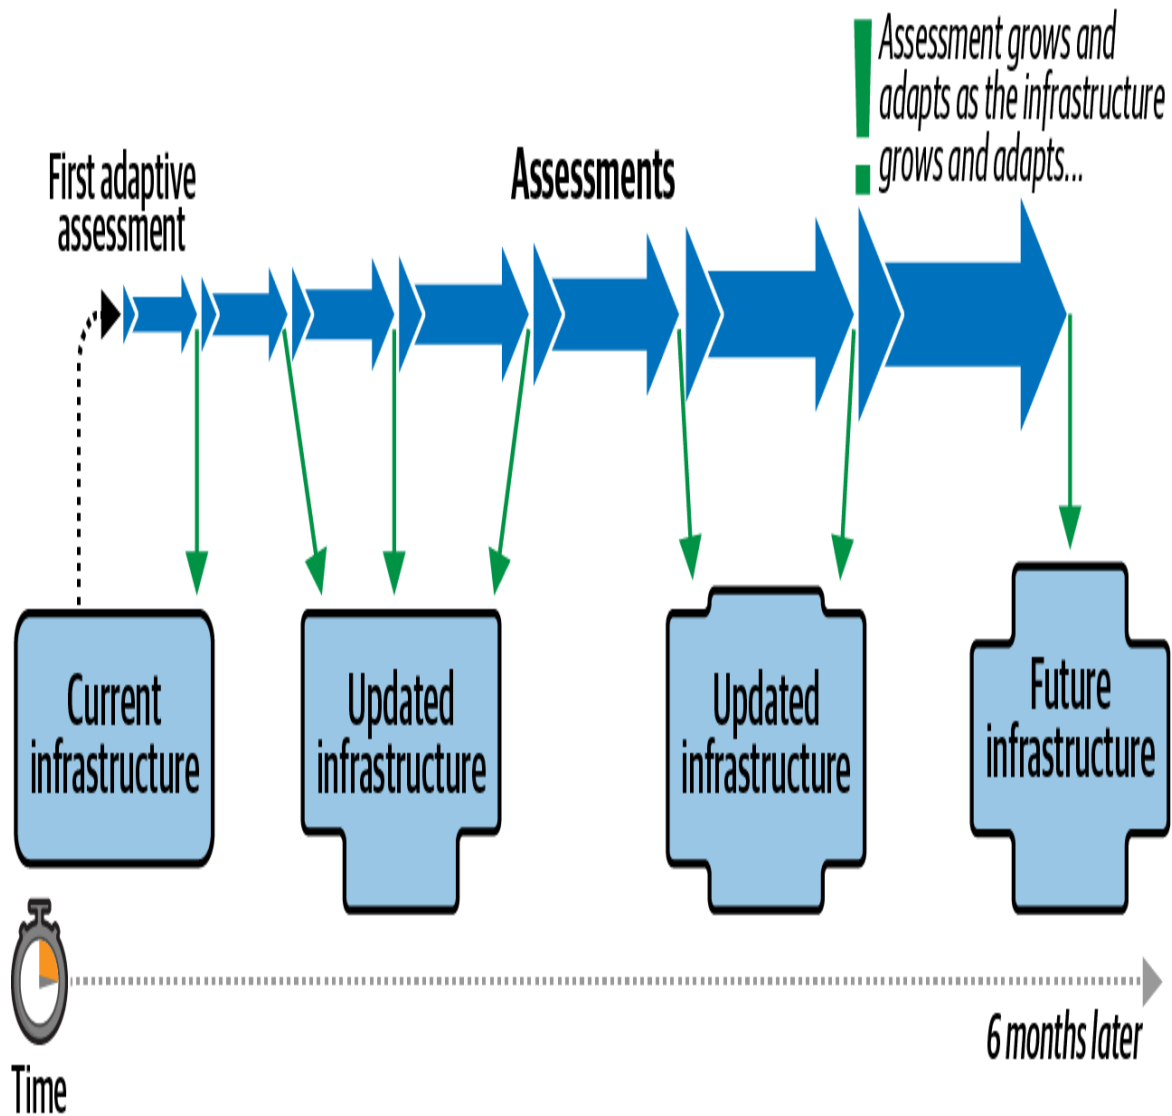 Assessment grows and
adapts as the infrastructure
grows and adapts...
First adaptive
assessment
Assessments
Current
infrastructure
Updated
infrastructure
Updated
infrastructure
Future
infrastructure
6 months later
Time